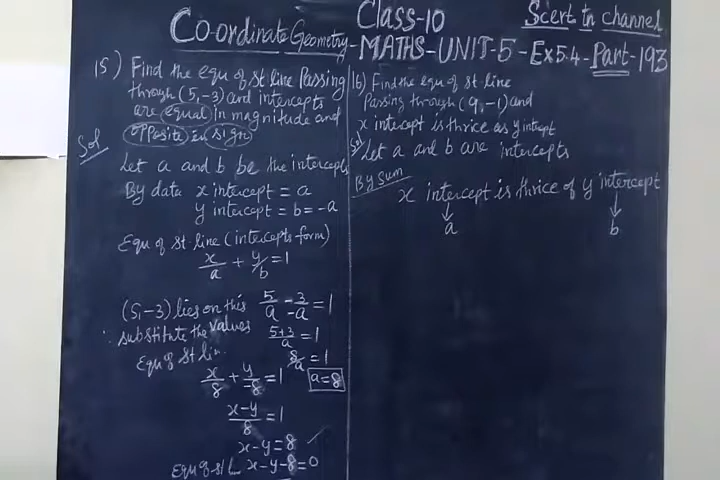 Class-10
Scert tn channel
Co-ordinate Geometry-MATHS-UNIT-5-Ex5.4-Part-193
15) Find the equ of st line Passing
through (5,-3) and intercepts
are equal in magnitude and
opposite in sign
Sol
Let a and b be the intercepts
By data x intercept = a
y intercept = b = -a
Equ of st. line (intercepts form)
x/a + y/b = 1
(5,-3) lies on this 5/a - 3/-a = 1
∴ substitute the values 5+3/a = 1
8/a = 1
Equ of st lin.
x/8 + y/-8 = 1 a=8
x-y/8 = 1
x-y = 8
Equ of st L x-y-8=0
16) Find the equ of st line
Passing through (9,-1) and
x intercept is thrice as y intercept
Sol Let a and b are intercepts
By sum
x intercept is thrice of y intercept
↓ ↓
a b